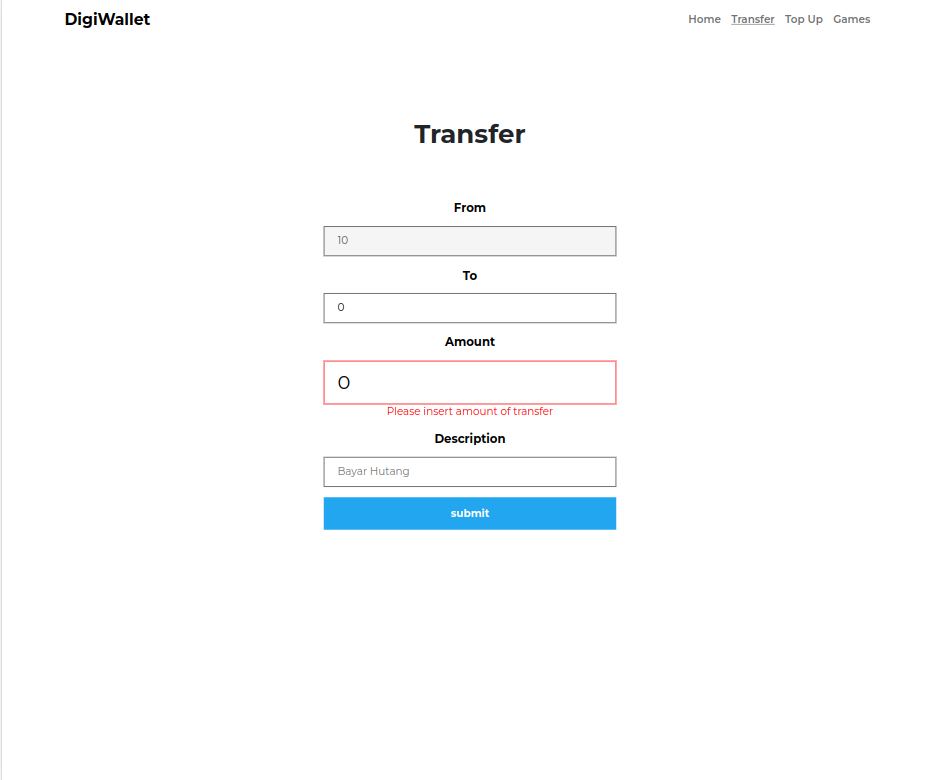 DigiWallet
Home Transfer Top Up Games
Transfer
From
10
To
0
Amount
0
Please insert amount of transfer
Description
Bayar Hutang
submit